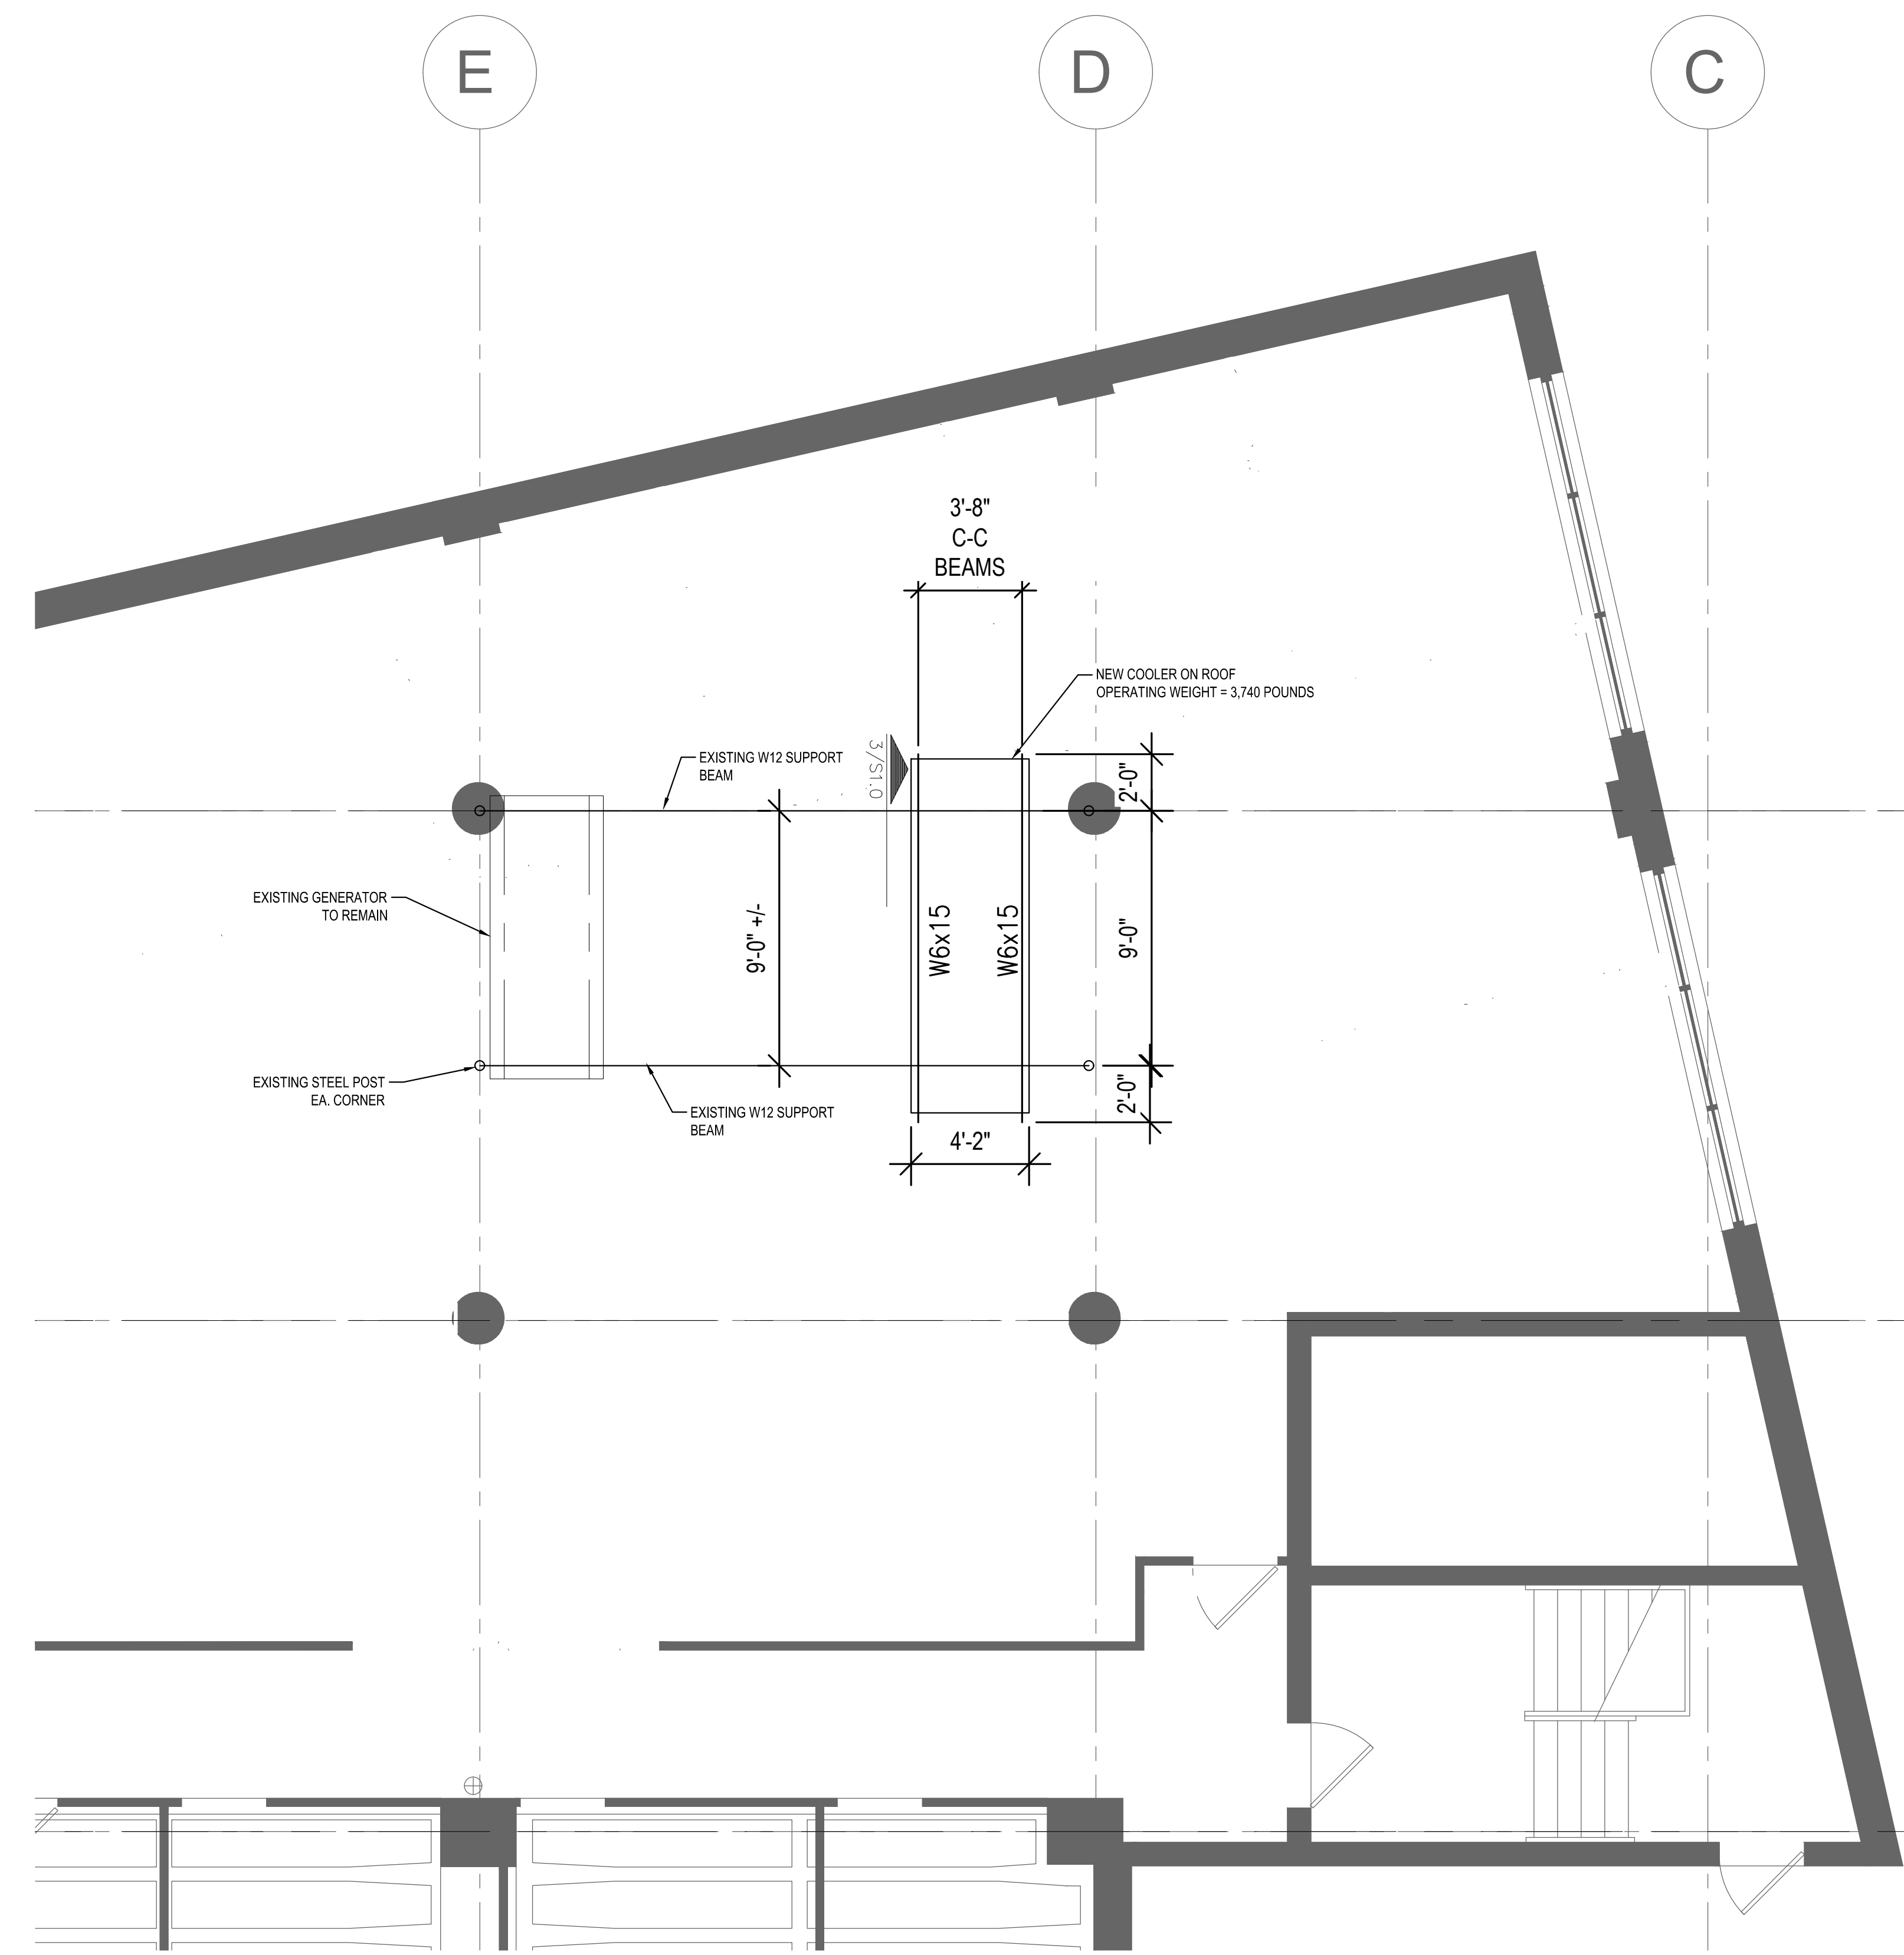 E
D
C
3'-8"
C-C
BEAMS
NEW COOLER ON ROOF
OPERATING WEIGHT = 3,740 POUNDS
EXISTING W12 SUPPORT
BEAM
3/S1.0
2'-0"
EXISTING GENERATOR
TO REMAIN
9'-0" +/-
W6x15
W6x15
9'-0"
EXISTING STEEL POST
EA. CORNER
EXISTING W12 SUPPORT
BEAM
2'-0"
4'-2"